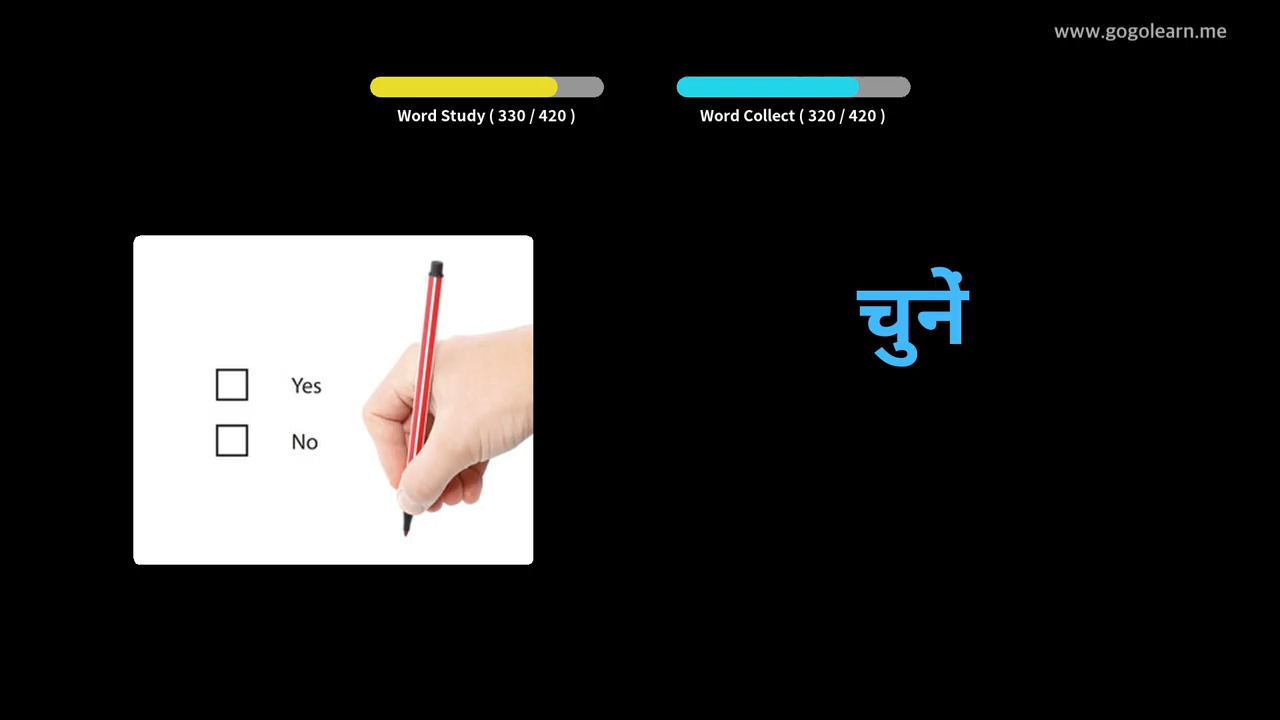 www.gogolearn.me
Word Study ( 330 / 420 )
Word Collect ( 320 / 420 )
चुनें
Yes
No